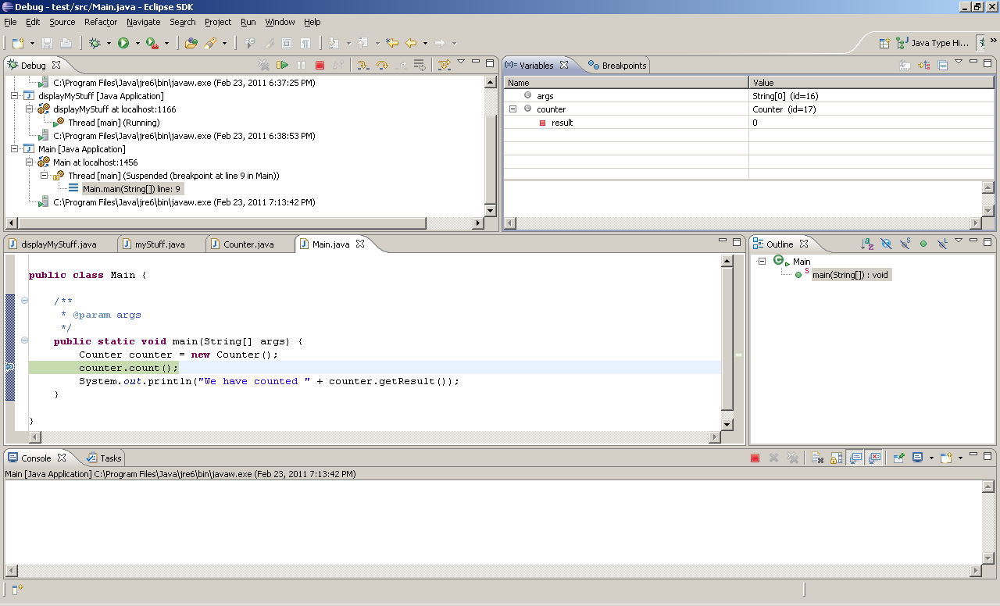 Debug - test/src/Main.java - Eclipse SDK
File Edit Source Refactor Navigate Search Project Run Window Help
Java Type Hi... »
Debug
C:\Program Files\Java\jre6\bin\javaw.exe (Feb 23, 2011 6:37:25 PM)
displayMyStuff [Java Application]
displayMyStuff at localhost:1166
Thread [main] (Running)
C:\Program Files\Java\jre6\bin\javaw.exe (Feb 23, 2011 6:38:53 PM)
Main [Java Application]
Main at localhost:1456
Thread [main] (Suspended (breakpoint at line 9 in Main))
Main.main(String[]) line: 9
C:\Program Files\Java\jre6\bin\javaw.exe (Feb 23, 2011 7:13:42 PM)
(x)= Variables Breakpoints
Name Value
args String[0] (id=16)
counter Counter (id=17)
result 0
displayMyStuff.java myStuff.java Counter.java Main.java
public class Main {
/**
* @param args
*/
public static void main(String[] args) {
Counter counter = new Counter();
counter.count();
System.out.println("We have counted " + counter.getResult());
}
}
Outline
Main
main(String[]) : void
Console Tasks
Main [Java Application] C:\Program Files\Java\jre6\bin\javaw.exe (Feb 23, 2011 7:13:42 PM)